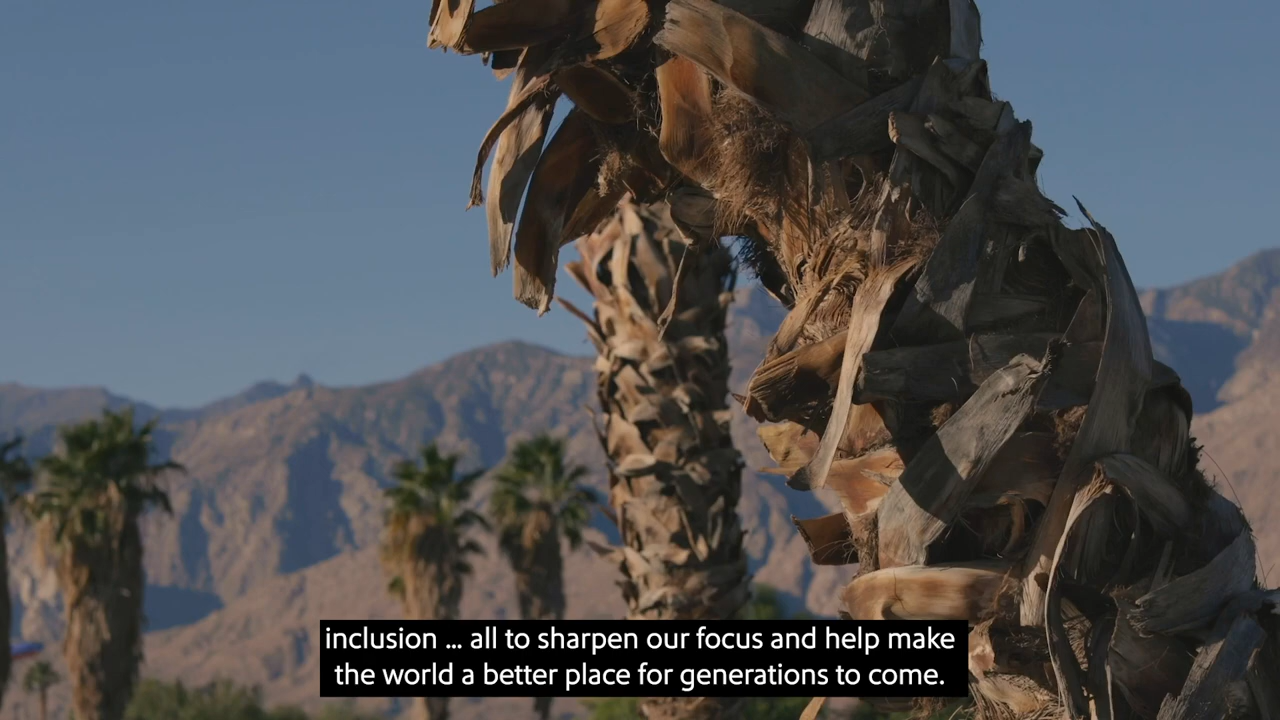 inclusion ... all to sharpen our focus and help make
the world a better place for generations to come.